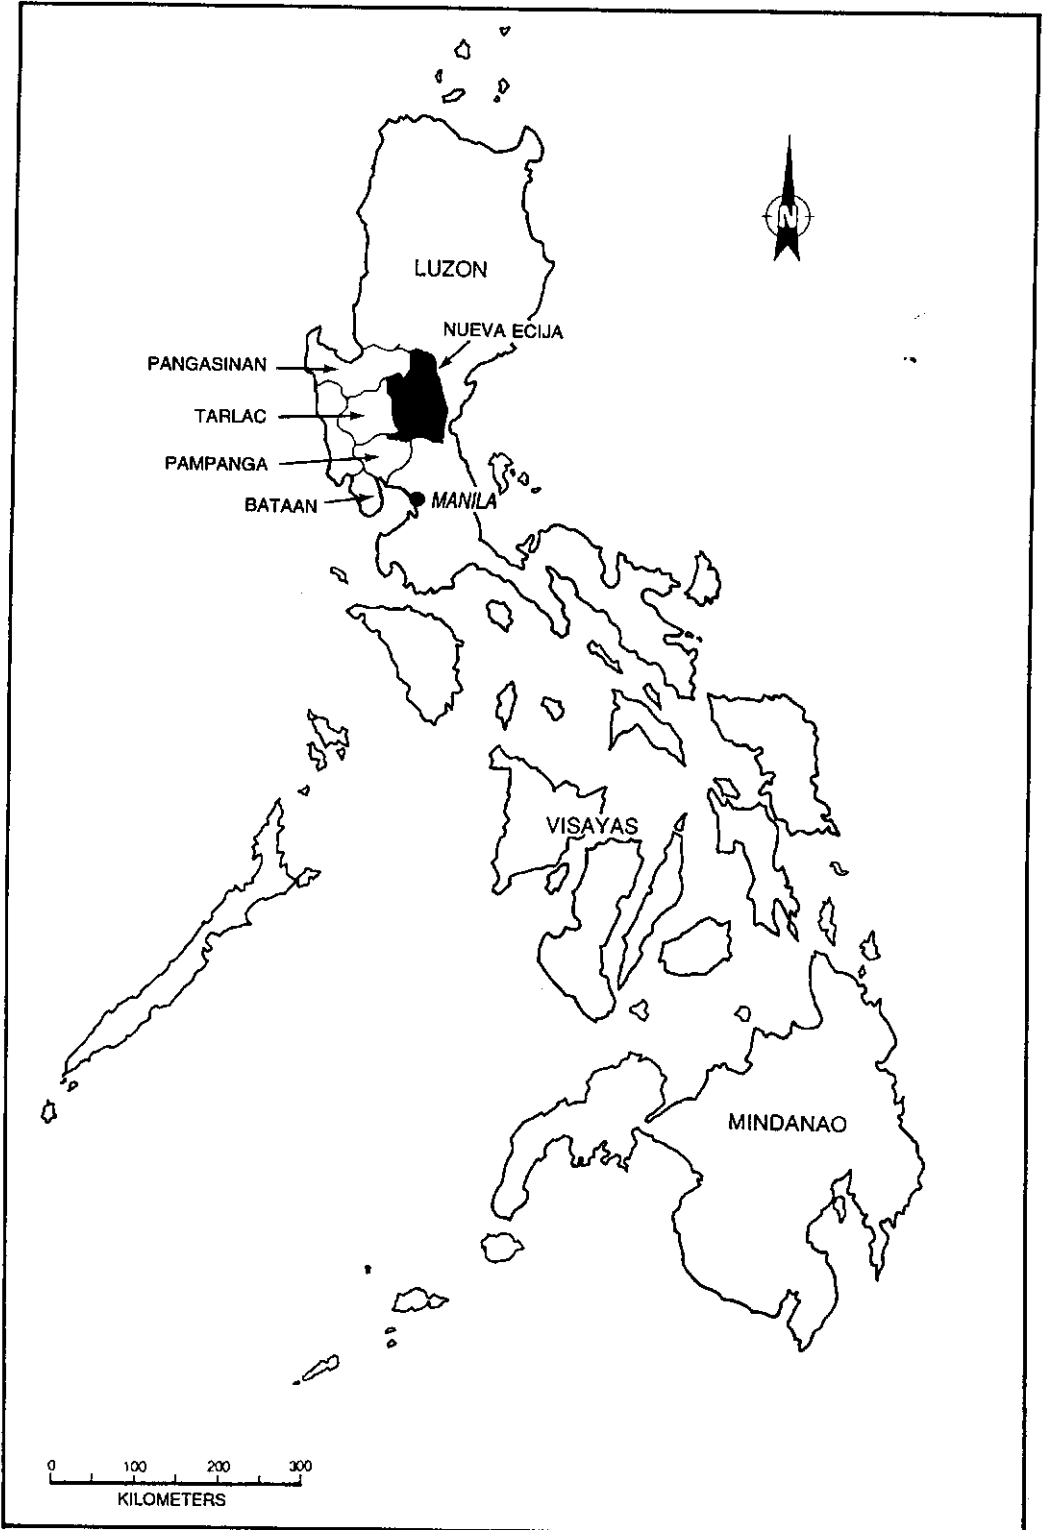 N
LUZON
NUEVA ECIJA
PANGASINAN
TARLAC
PAMPANGA
BATAAN
MANILA
VISAYAS
MINDANAO
0 100 200 300
KILOMETERS